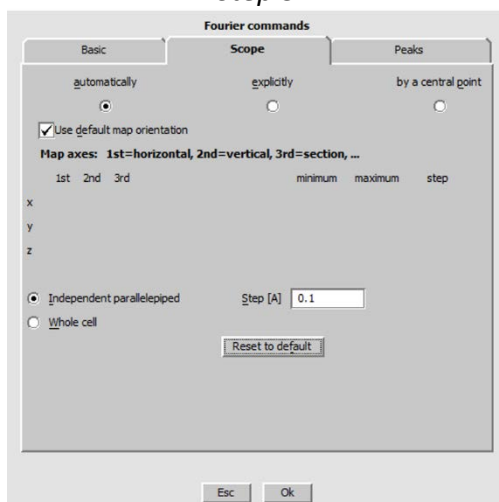 Fourier commands
Basic Scope Peaks
automatically explicitly by a central point
Use default map orientation
Map axes: 1st=horizontal, 2nd=vertical, 3rd=section, ...
1st 2nd 3rd minimum maximum step
x
y
z
Independent parallelepiped Step [A] 0.1
Whole cell
Reset to default
Esc Ok